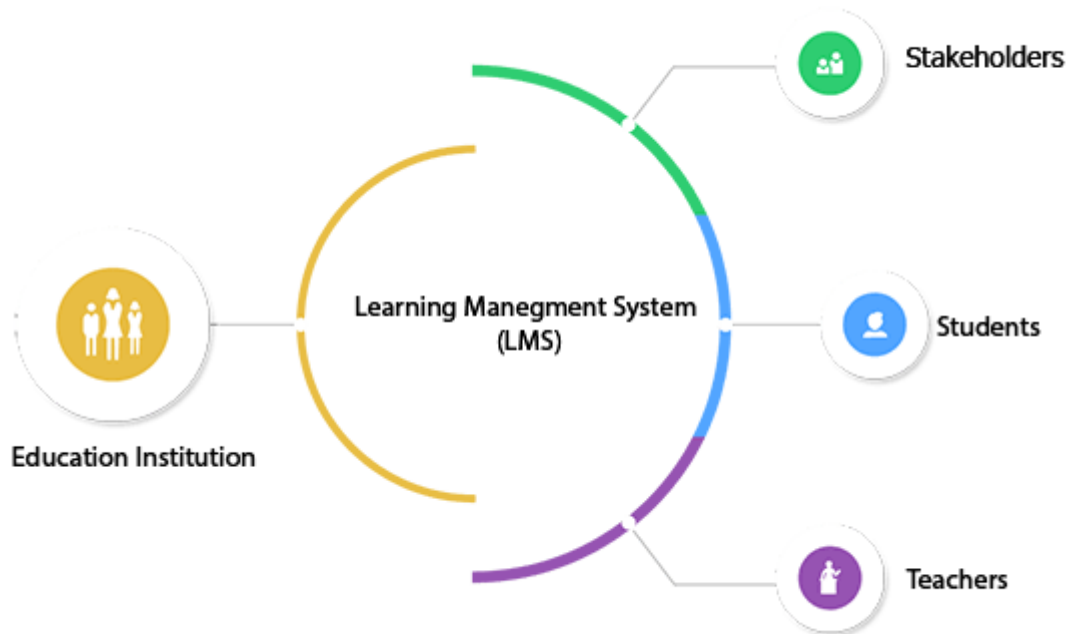 Stakeholders
Learning Manegment System
(LMS)
Students
Education Institution
Teachers